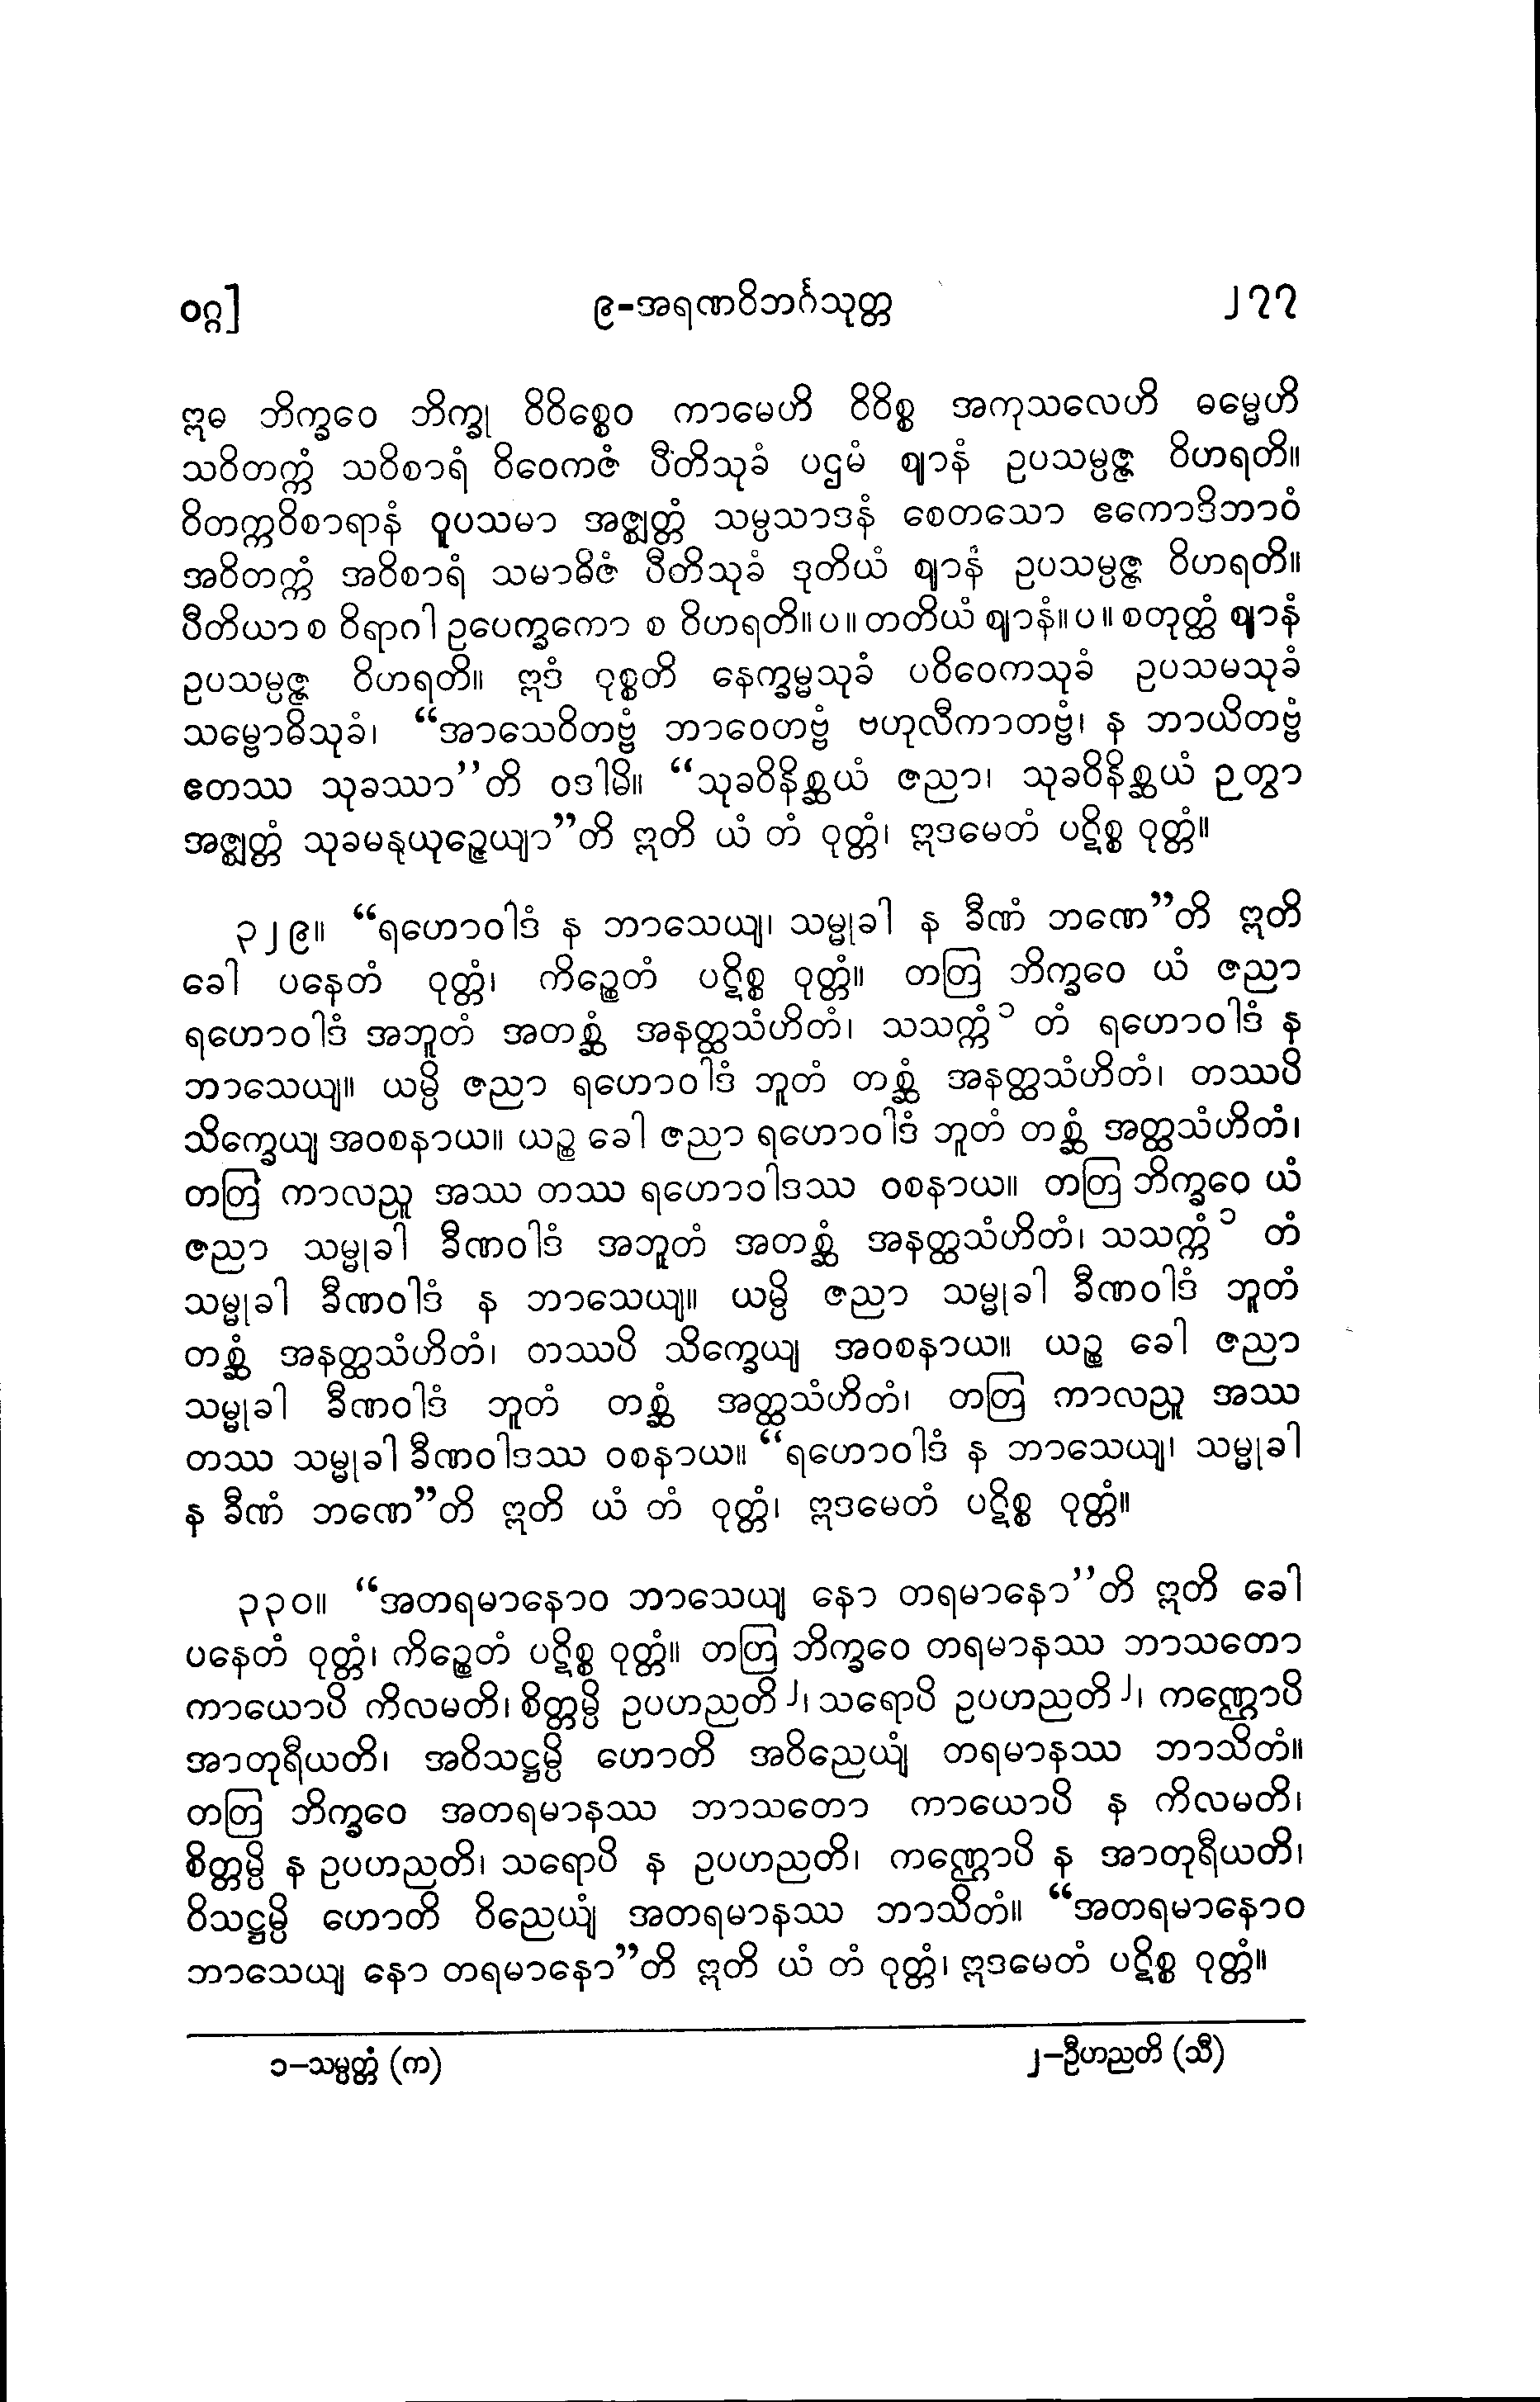 ဝဂ္ဂ]	၉-အရဏဝိဘင်္ဂသုတ္တ	၂၇၇
ဣဓ ဘိက္ခဝေ ဘိက္ခု ဝိဝိစ္စေဝ ကာမေဟိ ဝိဝိစ္စ အကုသလေဟိ ဓမ္မေဟိ
သဝိတက္ကံ သဝိစာရံ ဝိဝေကဇံ ပီတိသုခံ ပဌမံ ဈာနံ ဥပသမ္ပဇ္ဇ ဝိဟရတိ။
ဝိတက္ကဝိစာရာနံ ဝူပသမာ အဇ္ဈတ္တံ သမ္ပသာဒနံ စေတသော ဧကောဒိဘာဝံ
အဝိတက္ကံ အဝိစာရံ သမာဓိဇံ ပီတိသုခံ ဒုတိယံ ဈာနံ ဥပသမ္ပဇ္ဇ ဝိဟရတိ။
ပီတိယာ စ ဝိရာဂါ ဥပေက္ခကော စ ဝိဟရတိ။ပ။ တတိယံ ဈာနံ။ပ။ စတုတ္ထံ ဈာနံ
ဥပသမ္ပဇ္ဇ ဝိဟရတိ။ ဣဒံ ဝုစ္စတိ နေက္ခမ္မသုခံ ပဝိဝေကသုခံ ဥပသမသုခံ
သမ္ဗောဓိသုခံ၊ “အာသေဝိတဗ္ဗံ ဘာဝေတဗ္ဗံ ဗဟုလီကာတဗ္ဗံ၊ န ဘာယိတဗ္ဗံ
ဧတဿ သုခဿာ”တိ ဝဒါမိ။ “သုခဝိနိစ္ဆယံ ဇညာ၊ သုခဝိနိစ္ဆယံ ဉတွာ
အဇ္ဈတ္တံ သုခမနုယုဉ္ဇေယျာ”တိ ဣတိ ယံ တံ ဝုတ္တံ၊ ဣဒမေတံ ပဋိစ္စ ဝုတ္တံ။
၃၂၉။ “ရဟောဝါဒံ န ဘာသေယျ၊ သမ္မုခါ န ခီဏံ ဘဏေ”တိ ဣတိ
ခေါ ပနေတံ ဝုတ္တံ၊ ကိဉ္စေတံ ပဋိစ္စ ဝုတ္တံ။ တတြ ဘိက္ခဝေ ယံ ဇညာ
ရဟောဝါဒံ အဘူတံ အတစ္ဆံ အနတ္ထသံဟိတံ၊ သသက္ကံ ၁ တံ ရဟောဝါဒံ န
ဘာသေယျ။ ယမ္ပိ ဇညာ ရဟောဝါဒံ ဘူတံ တစ္ဆံ အနတ္ထသံဟိတံ၊ တဿပိ
သိက္ခေယျ အဝစနာယ။ ယဉ္စ ခေါ ဇညာ ရဟောဝါဒံ ဘူတံ တစ္ဆံ အတ္ထသံဟိတံ၊
တတြ ကာလညူ အဿ တဿ ရဟောဝါဒဿ ဝစနာယ။ တတြ ဘိက္ခဝေ ယံ
ဇညာ သမ္မုခါ ခီဏဝါဒံ အဘူတံ အတစ္ဆံ အနတ္ထသံဟိတံ၊ သသက္ကံ ၁ တံ
သမ္မုခါ ခီဏဝါဒံ န ဘာသေယျ။ ယမ္ပိ ဇညာ သမ္မုခါ ခီဏဝါဒံ ဘူတံ
တစ္ဆံ အနတ္ထသံဟိတံ၊ တဿပိ သိက္ခေယျ အဝစနာယ။ ယဉ္စ ခေါ ဇညာ
သမ္မုခါ ခီဏဝါဒံ ဘူတံ တစ္ဆံ အတ္ထသံဟိတံ၊ တတြ ကာလညူ အဿ
တဿ သမ္မုခါ ခီဏဝါဒဿ ဝစနာယ။ “ရဟောဝါဒံ န ဘာသေယျ၊ သမ္မုခါ
န ခီဏံ ဘဏေ”တိ ဣတိ ယံ တံ ဝုတ္တံ၊ ဣဒမေတံ ပဋိစ္စ ဝုတ္တံ။
၃၃၀။ “အတရမာနောဝ ဘာသေယျ နော တရမာနော”တိ ဣတိ ခေါ
ပနေတံ ဝုတ္တံ၊ ကိဉ္စေတံ ပဋိစ္စ ဝုတ္တံ။ တတြ ဘိက္ခဝေ တရမာနဿ ဘာသတော
ကာယောပိ ကိလမတိ၊ စိတ္တမ္ပိ ဥပဟညတိ ၂၊ သရောပိ ဥပဟညတိ ၂၊ ကဏ္ဌောပိ
အာတုရီယတိ၊ အဝိသဋ္ဌမ္ပိ ဟောတိ အဝိညေယျံ တရမာနဿ ဘာသိတံ။
တတြ ဘိက္ခဝေ အတရမာနဿ ဘာသတော ကာယောပိ န ကိလမတိ၊
စိတ္တမ္ပိ န ဥပဟညတိ၊ သရောပိ န ဥပဟညတိ၊ ကဏ္ဌောပိ န အာတုရီယတိ၊
ဝိသဋ္ဌမ္ပိ ဟောတိ ဝိညေယျံ အတရမာနဿ ဘာသိတံ။ “အတရမာနောဝ
ဘာသေယျ နော တရမာနော”တိ ဣတိ ယံ တံ ဝုတ္တံ၊ ဣဒမေတံ ပဋိစ္စ ဝုတ္တံ။
၁-သမ္ပတ္တံ (က)	၂-ဦဟညတိ (သီ)